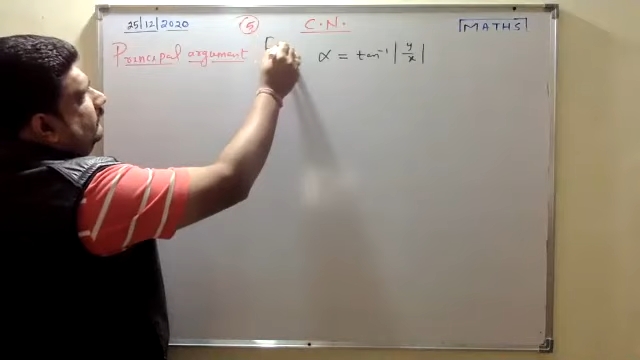 25/12/2020 5 C.N. MATHS
Principal argument [ α = tan⁻¹ |y/x|